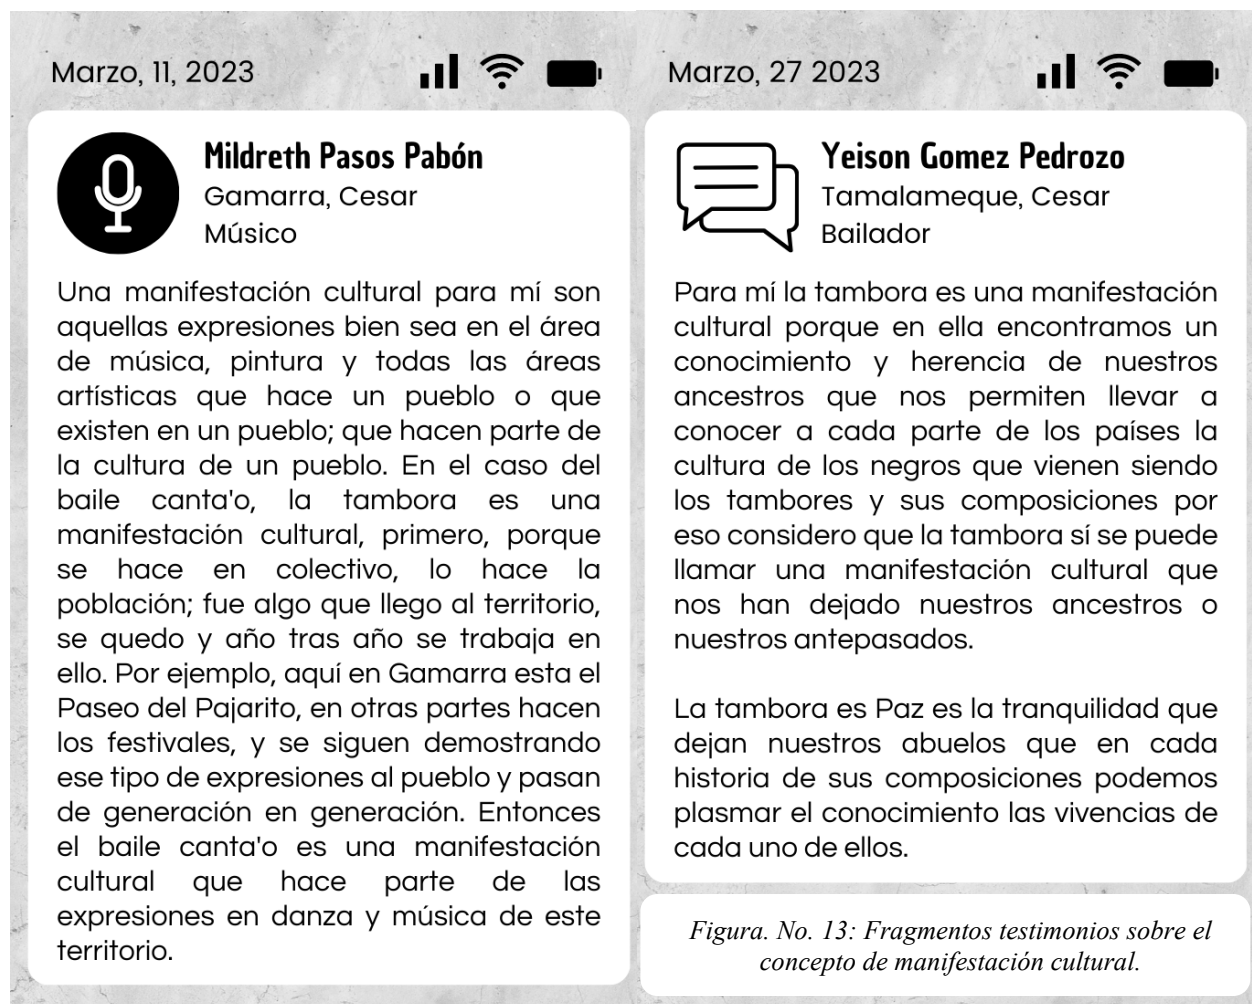 Marzo, 11, 2023
Mildreth Pasos Pabón
Gamarra, Cesar
Músico
Una manifestación cultural para mí son
aquellas expresiones bien sea en el área
de música, pintura y todas las áreas
artísticas que hace un pueblo o que
existen en un pueblo; que hacen parte de
la cultura de un pueblo. En el caso del
baile canta'o, la tambora es una
manifestación cultural, primero, porque
se hace en colectivo, lo hace la
población; fue algo que llego al territorio,
se quedo y año tras año se trabaja en
ello. Por ejemplo, aquí en Gamarra esta el
Paseo del Pajarito, en otras partes hacen
los festivales, y se siguen demostrando
ese tipo de expresiones al pueblo y pasan
de generación en generación. Entonces
el baile canta'o es una manifestación
cultural que hace parte de las
expresiones en danza y música de este
territorio.
Marzo, 27 2023
Yeison Gomez Pedrozo
Tamalameque, Cesar
Bailador
Para mí la tambora es una manifestación
cultural porque en ella encontramos un
conocimiento y herencia de nuestros
ancestros que nos permiten llevar a
conocer a cada parte de los países la
cultura de los negros que vienen siendo
los tambores y sus composiciones por
eso considero que la tambora sí se puede
llamar una manifestación cultural que
nos han dejado nuestros ancestros o
nuestros antepasados.
La tambora es Paz es la tranquilidad que
dejan nuestros abuelos que en cada
historia de sus composiciones podemos
plasmar el conocimiento las vivencias de
cada uno de ellos.
Figura. No. 13: Fragmentos testimonios sobre el
concepto de manifestación cultural.